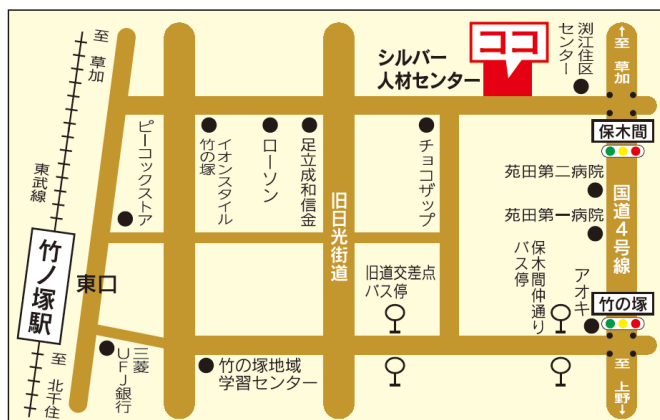 至 草加
東武線
竹ノ塚駅
至 北千住
東口
ピーコックストア
三菱
UFJ銀行
イオンスタイル
竹の塚
ローソン
足立成和信金
竹の塚地域
学習センター
旧日光街道
シルバー
人材センター
ココ
チョコザップ
旧道交差点
バス停
渕江住区
センター
←至 草加
保木間
苑田第二病院
苑田第一病院
国道4号線
保木間仲通り
バス停
アオキ
竹の塚
至 上野→